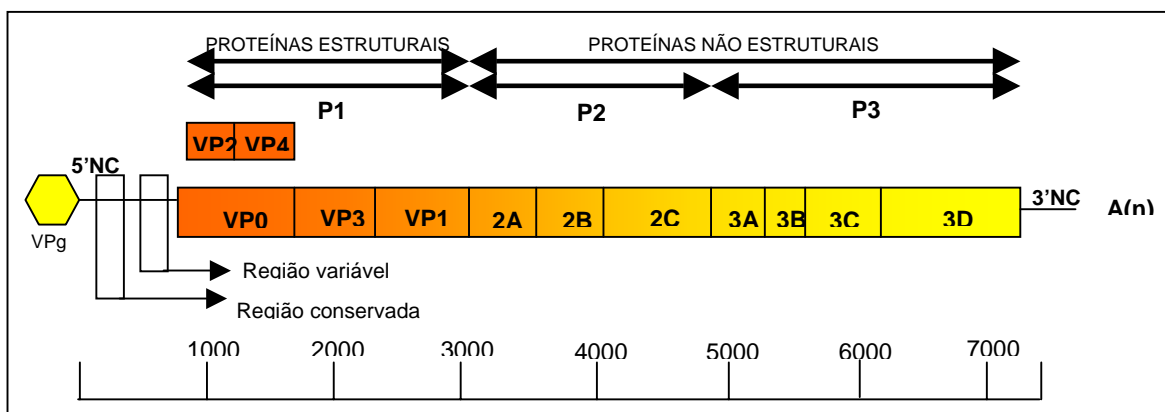 PROTEÍNAS ESTRUTURAIS PROTEÍNAS NÃO ESTRUTURAIS
P1 P2 P3
VP2 VP4
5’NC
VP0 VP3 VP1 2A 2B 2C 3A 3B 3C 3D 3’NC A(n)
VPg
Região variável
Região conservada
1000 2000 3000 4000 5000 6000 7000